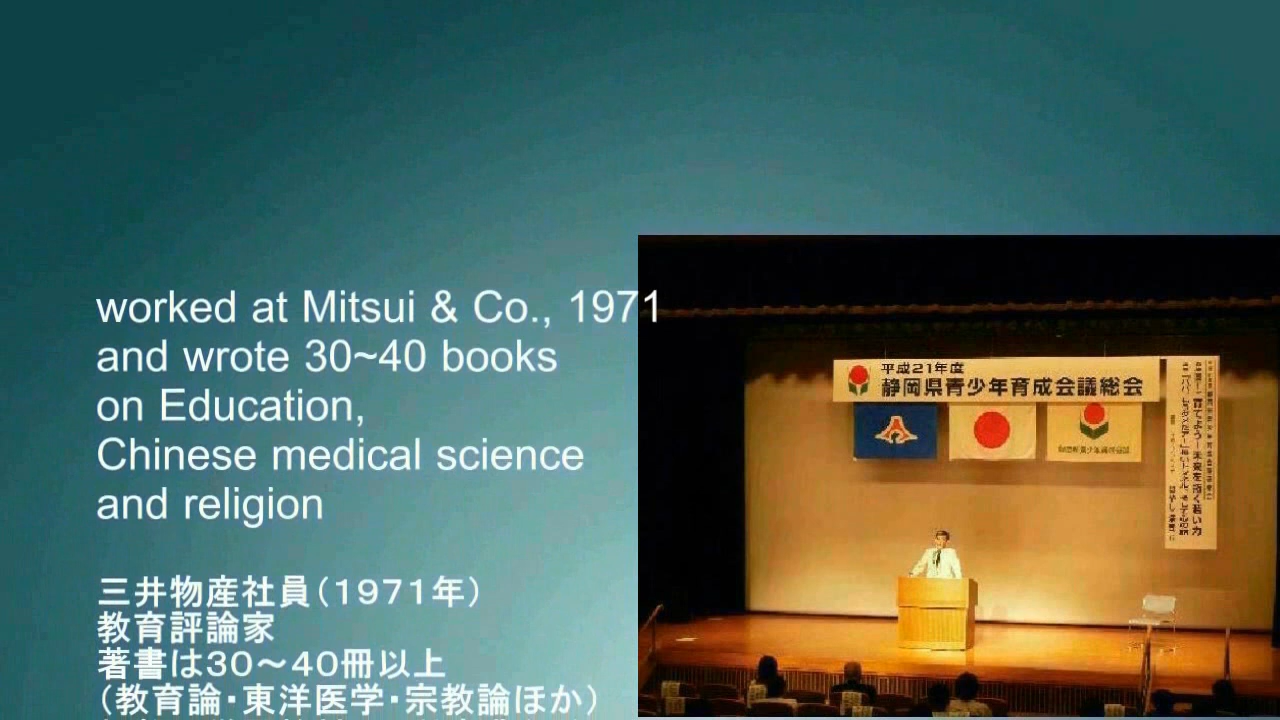 worked at Mitsui & Co., 1971
and wrote 30~40 books
on Education,
Chinese medical science
and religion
三井物産社員（１９７１年）
教育評論家
著書は３０～４０冊以上
（教育論・東洋医学・宗教論ほか）
平成21年度
静岡県青少年育成会議総会